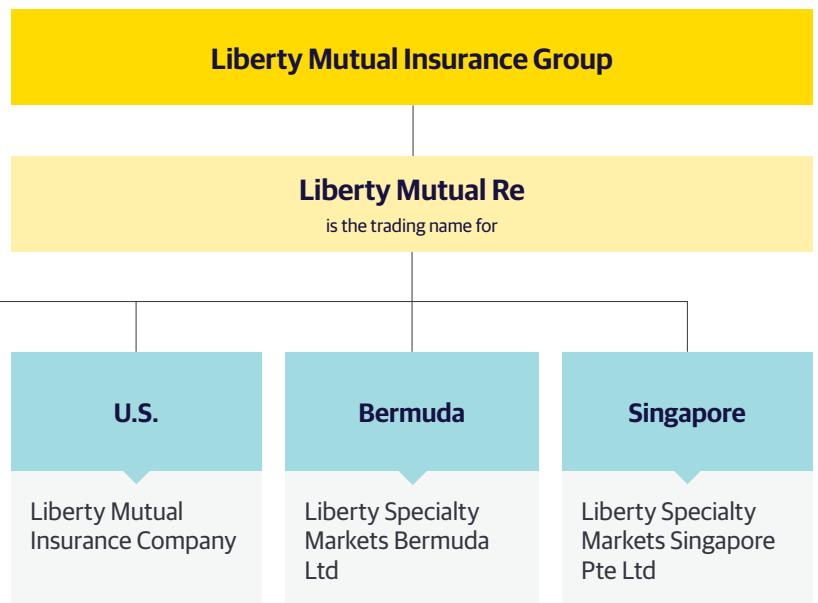 Liberty Mutual Insurance Group
Liberty Mutual Re
is the trading name for
U.S.
Liberty Mutual
Insurance Company
Bermuda
Liberty Specialty
Markets Bermuda
Ltd
Singapore
Liberty Specialty
Markets Singapore
Pte Ltd